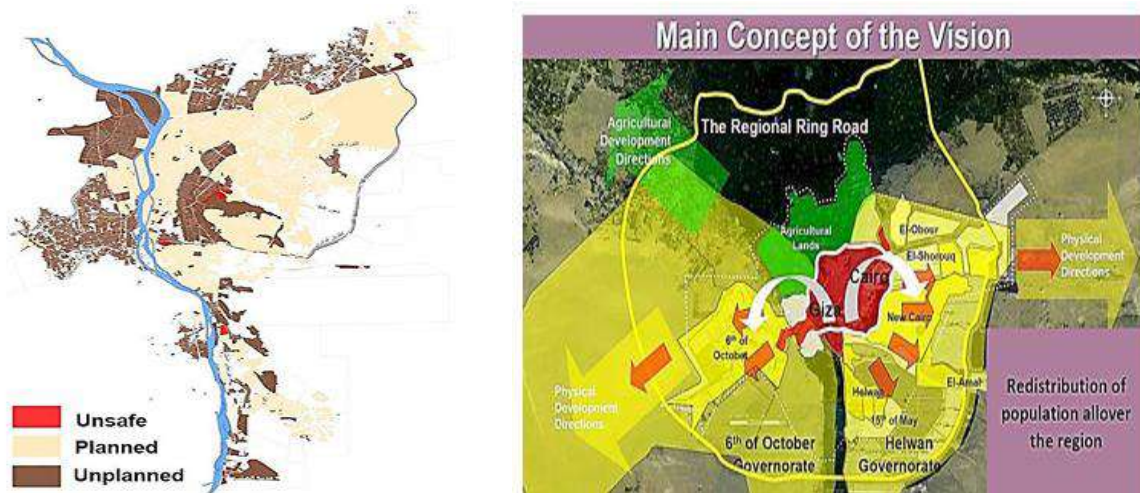 Unsafe
Planned
Unplanned
Main Concept of the Vision
The Regional Ring Road
Agricultural
Development
Directions
Agricultural
Lands
El-Obour
El-Shorouq
Physical
Development
Directions
Cairo
Giza
New Cairo
6th of
October
Helwan
El-Amal
15th of May
Physical
Development
Directions
6th of October
Governorate
Helwan
Governorate
Redistribution of
population allover
the region